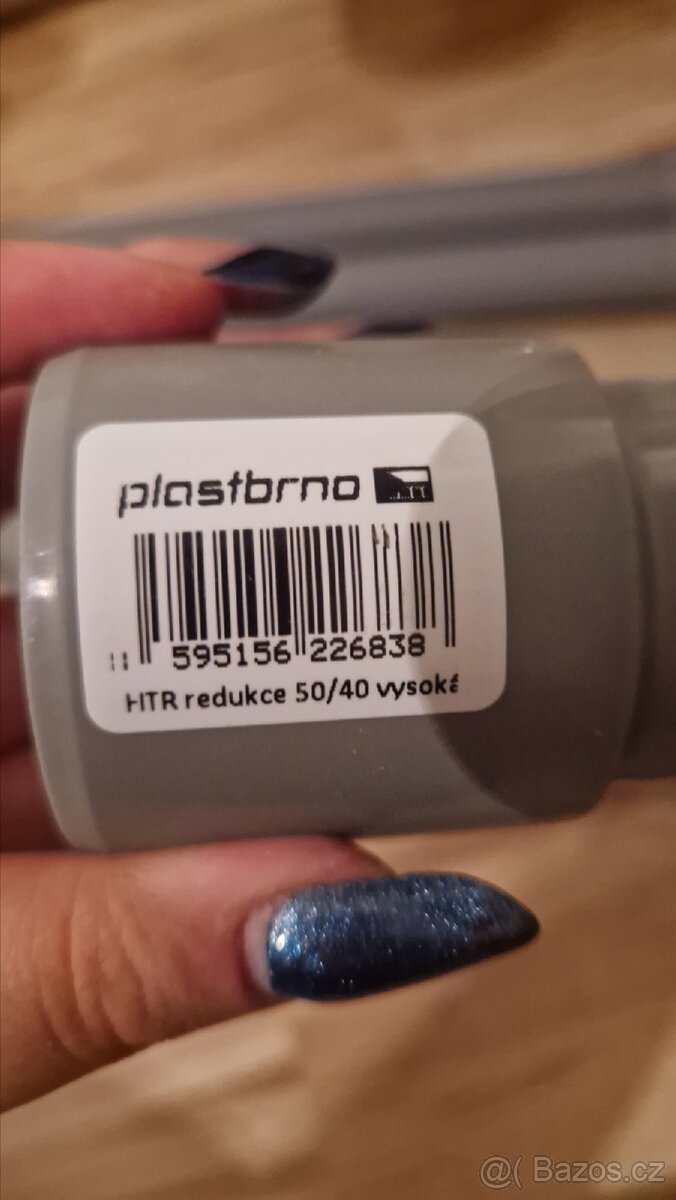 plastbrno
595156 226838
HTR redukce 50/40 vysoká
@( Bazos.cz